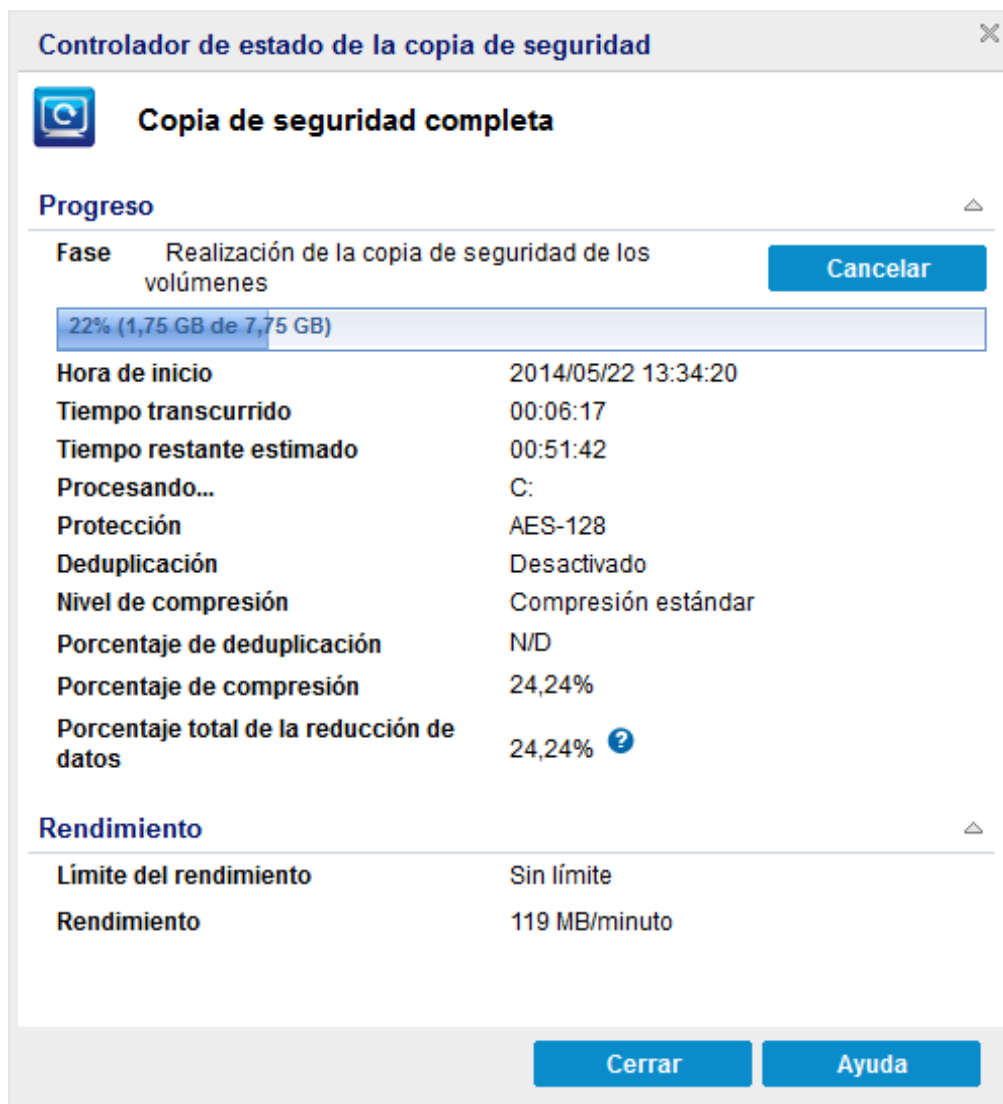 Controlador de estado de la copia de seguridad
Copia de seguridad completa
Progreso
Fase Realización de la copia de seguridad de los
volúmenes
Cancelar
22% (1,75 GB de 7,75 GB)
Hora de inicio 2014/05/22 13:34:20
Tiempo transcurrido 00:06:17
Tiempo restante estimado 00:51:42
Procesando... C:
Protección AES-128
Deduplicación Desactivado
Nivel de compresión Compresión estándar
Porcentaje de deduplicación N/D
Porcentaje de compresión 24,24%
Porcentaje total de la reducción de
datos 24,24% ?
Rendimiento
Límite del rendimiento Sin límite
Rendimiento 119 MB/minuto
Cerrar Ayuda